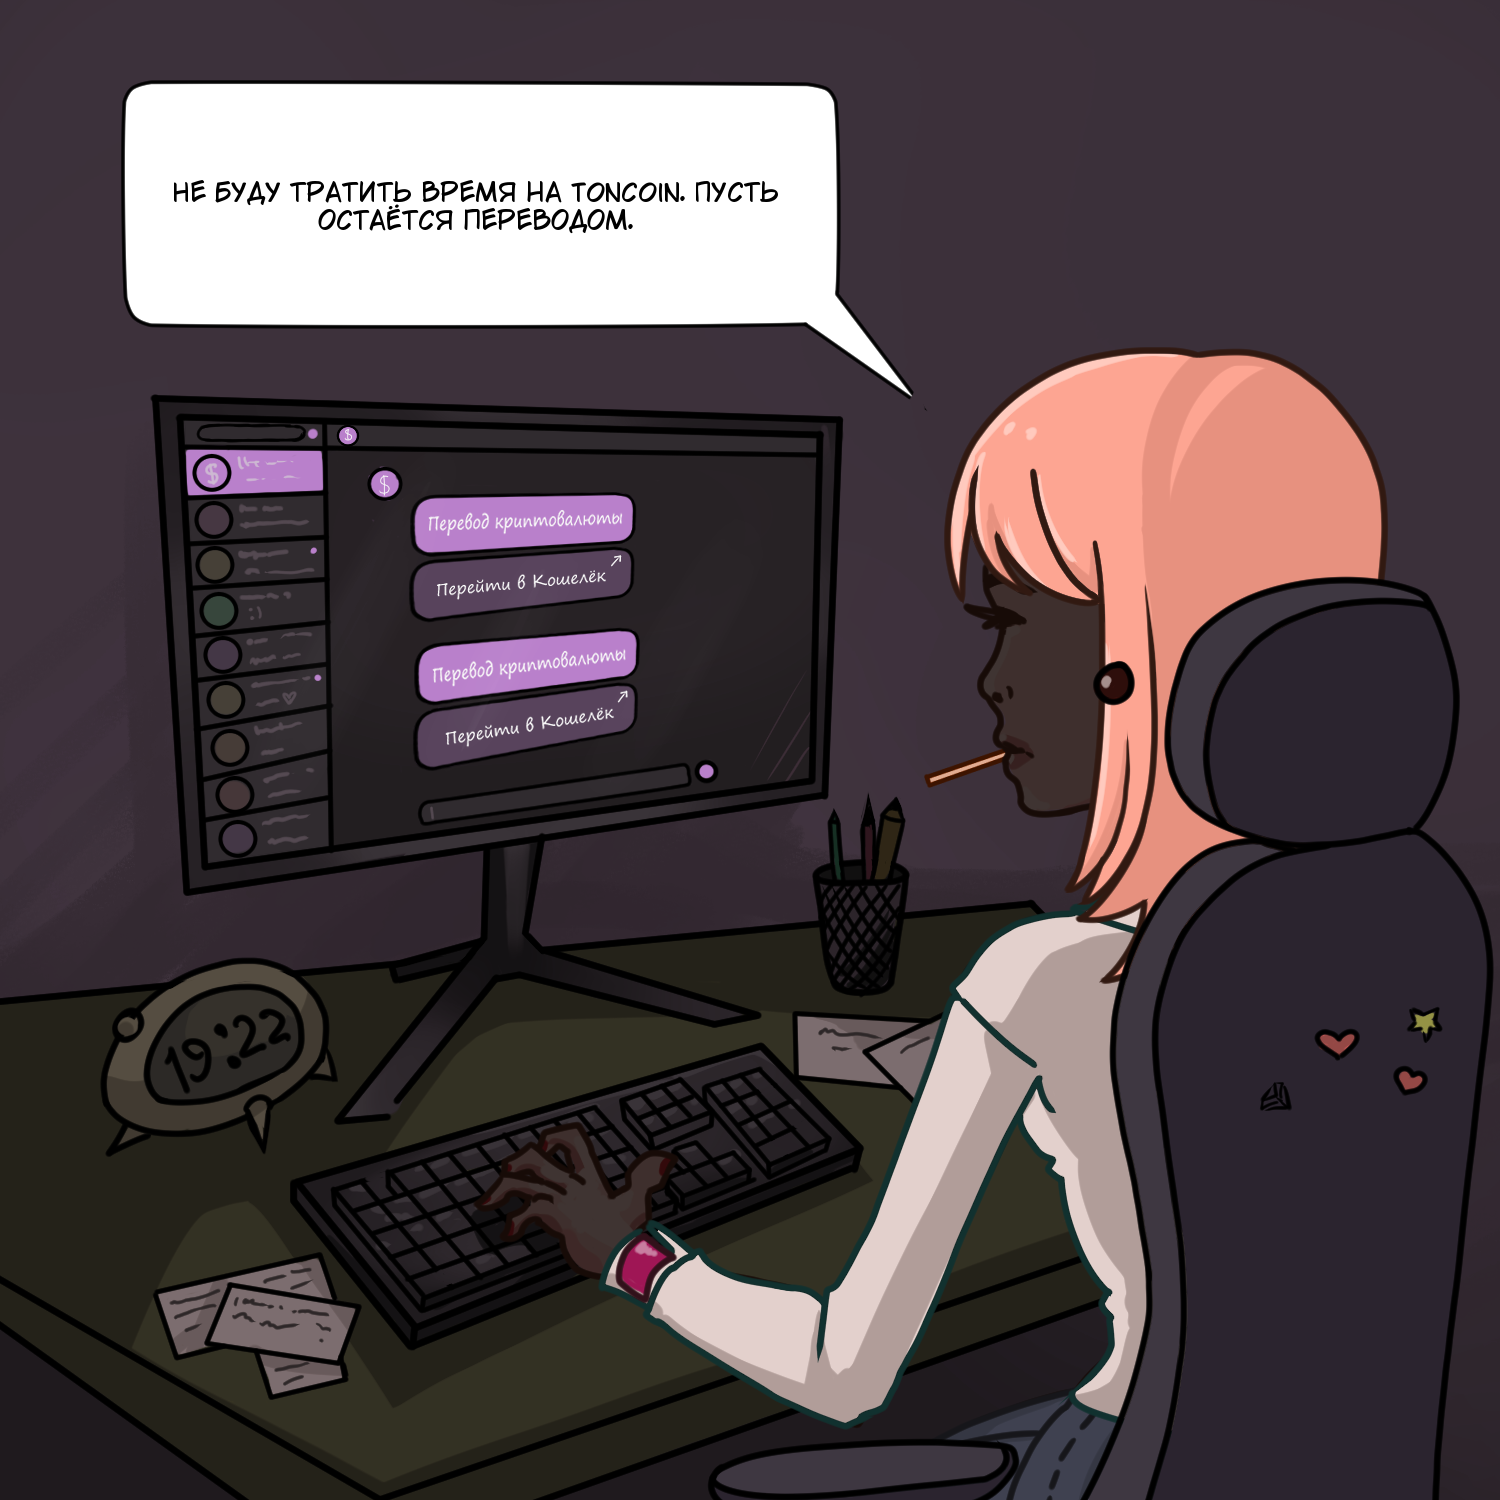 НЕ БУДУ ТРАТИТЬ ВРЕМЯ НА TONCOIN. ПУСТЬ
ОСТАЁТСЯ ПЕРЕВОДОМ.
$
$
$
Перевод криптовалюты
Перейти в Кошелёк
Перевод криптовалюты
Перейти в Кошелёк
:)
19:22